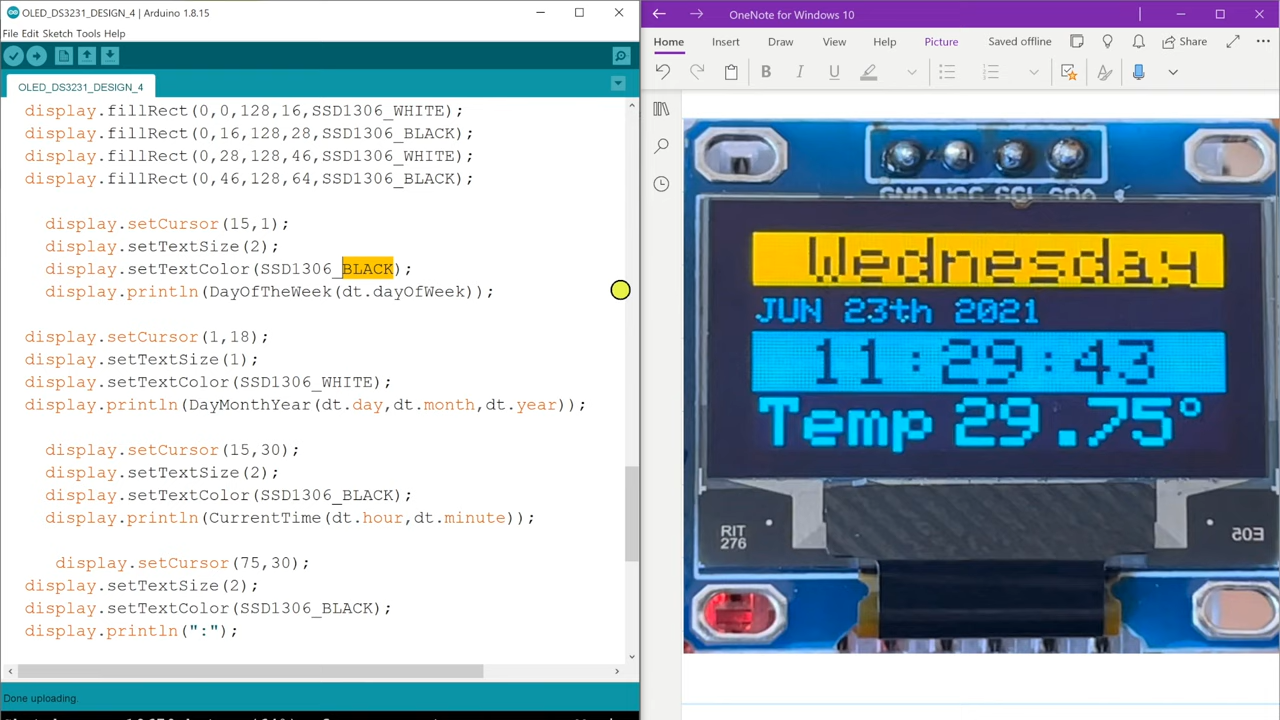 OLED_DS3231_DESIGN_4 | Arduino 1.8.15
File Edit Sketch Tools Help
OLED_DS3231_DESIGN_4
display.fillRect(0,0,128,16,SSD1306_WHITE);
display.fillRect(0,16,128,28,SSD1306_BLACK);
display.fillRect(0,28,128,46,SSD1306_WHITE);
display.fillRect(0,46,128,64,SSD1306_BLACK);
display.setCursor(15,1);
display.setTextSize(2);
display.setTextColor(SSD1306_BLACK);
display.println(DayOfTheWeek(dt.dayOfWeek));
display.setCursor(1,18);
display.setTextSize(1);
display.setTextColor(SSD1306_WHITE);
display.println(DayMonthYear(dt.day,dt.month,dt.year));
display.setCursor(15,30);
display.setTextSize(2);
display.setTextColor(SSD1306_BLACK);
display.println(CurrentTime(dt.hour,dt.minute));
display.setCursor(75,30);
display.setTextSize(2);
display.setTextColor(SSD1306_BLACK);
display.println(":");
Done uploading.
OneNote for Windows 10
Home Insert Draw View Help Picture Saved offline Share
B I U
GND VCC SCL SDA
Wednesday
JUN 23th 2021
11:29:43
Temp 29.75°
RIT
276
E05